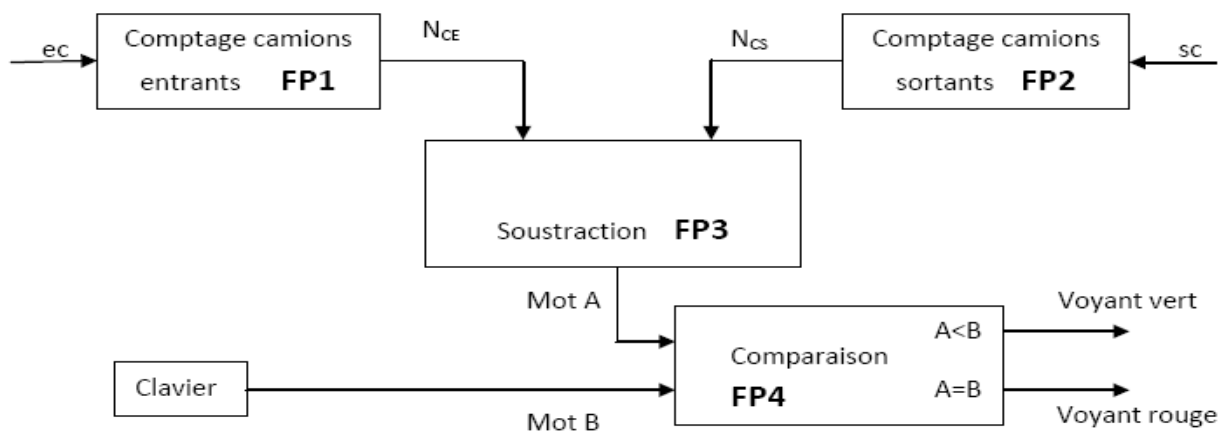 ec
Comptage camions
entrants FP1
N_CE
N_CS
Comptage camions
sortants FP2
sc
Soustraction FP3
Mot A
Clavier
Mot B
Comparaison
FP4
A<B
A=B
Voyant vert
Voyant rouge